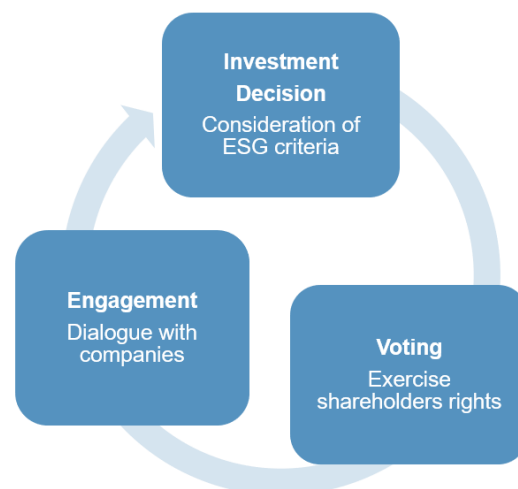 Investment
Decision
Consideration of
ESG criteria
Engagement
Dialogue with
companies
Voting
Exercise
shareholders rights